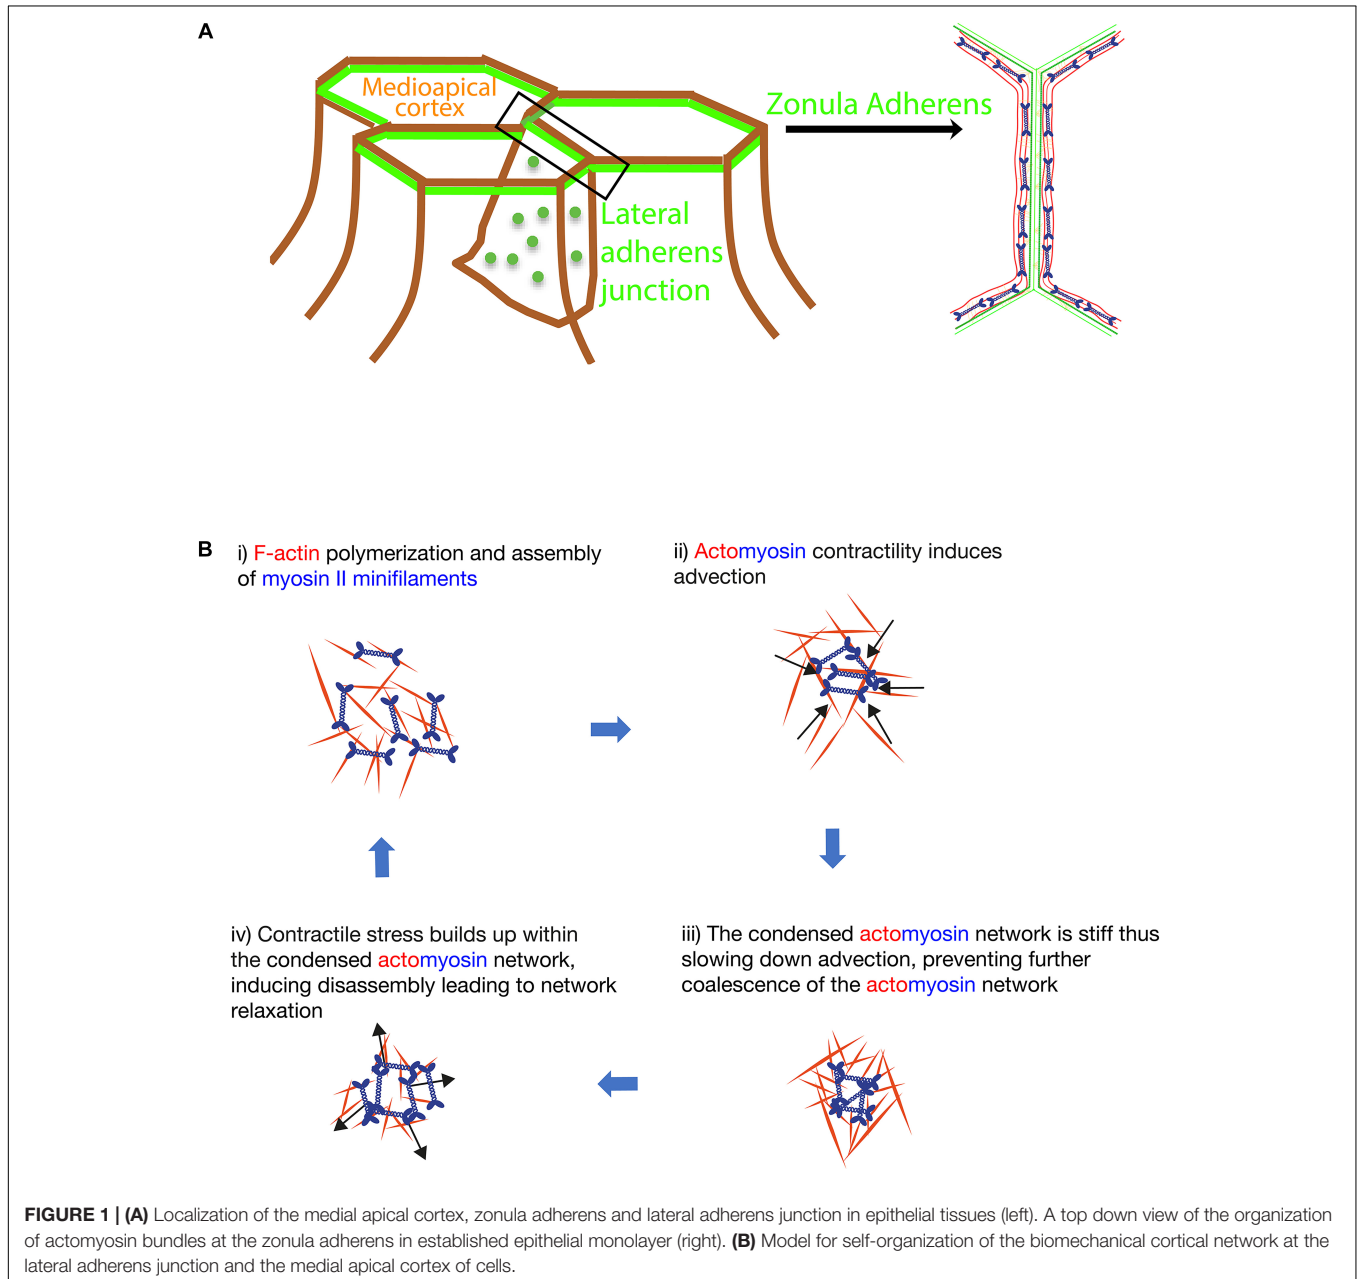 A
Medioapical
cortex
Zonula Adherens
Lateral
adherens
junction
B
i) F-actin polymerization and assembly
of myosin II minifilaments
ii) Actomyosin contractility induces
advection
iv) Contractile stress builds up within
the condensed actomyosin network,
inducing disassembly leading to network
relaxation
iii) The condensed actomyosin network is stiff thus
slowing down advection, preventing further
coalescence of the actomyosin network
FIGURE 1 | (A) Localization of the medial apical cortex, zonula adherens and lateral adherens junction in epithelial tissues (left). A top down view of the organization
of actomyosin bundles at the zonula adherens in established epithelial monolayer (right). (B) Model for self-organization of the biomechanical cortical network at the
lateral adherens junction and the medial apical cortex of cells.